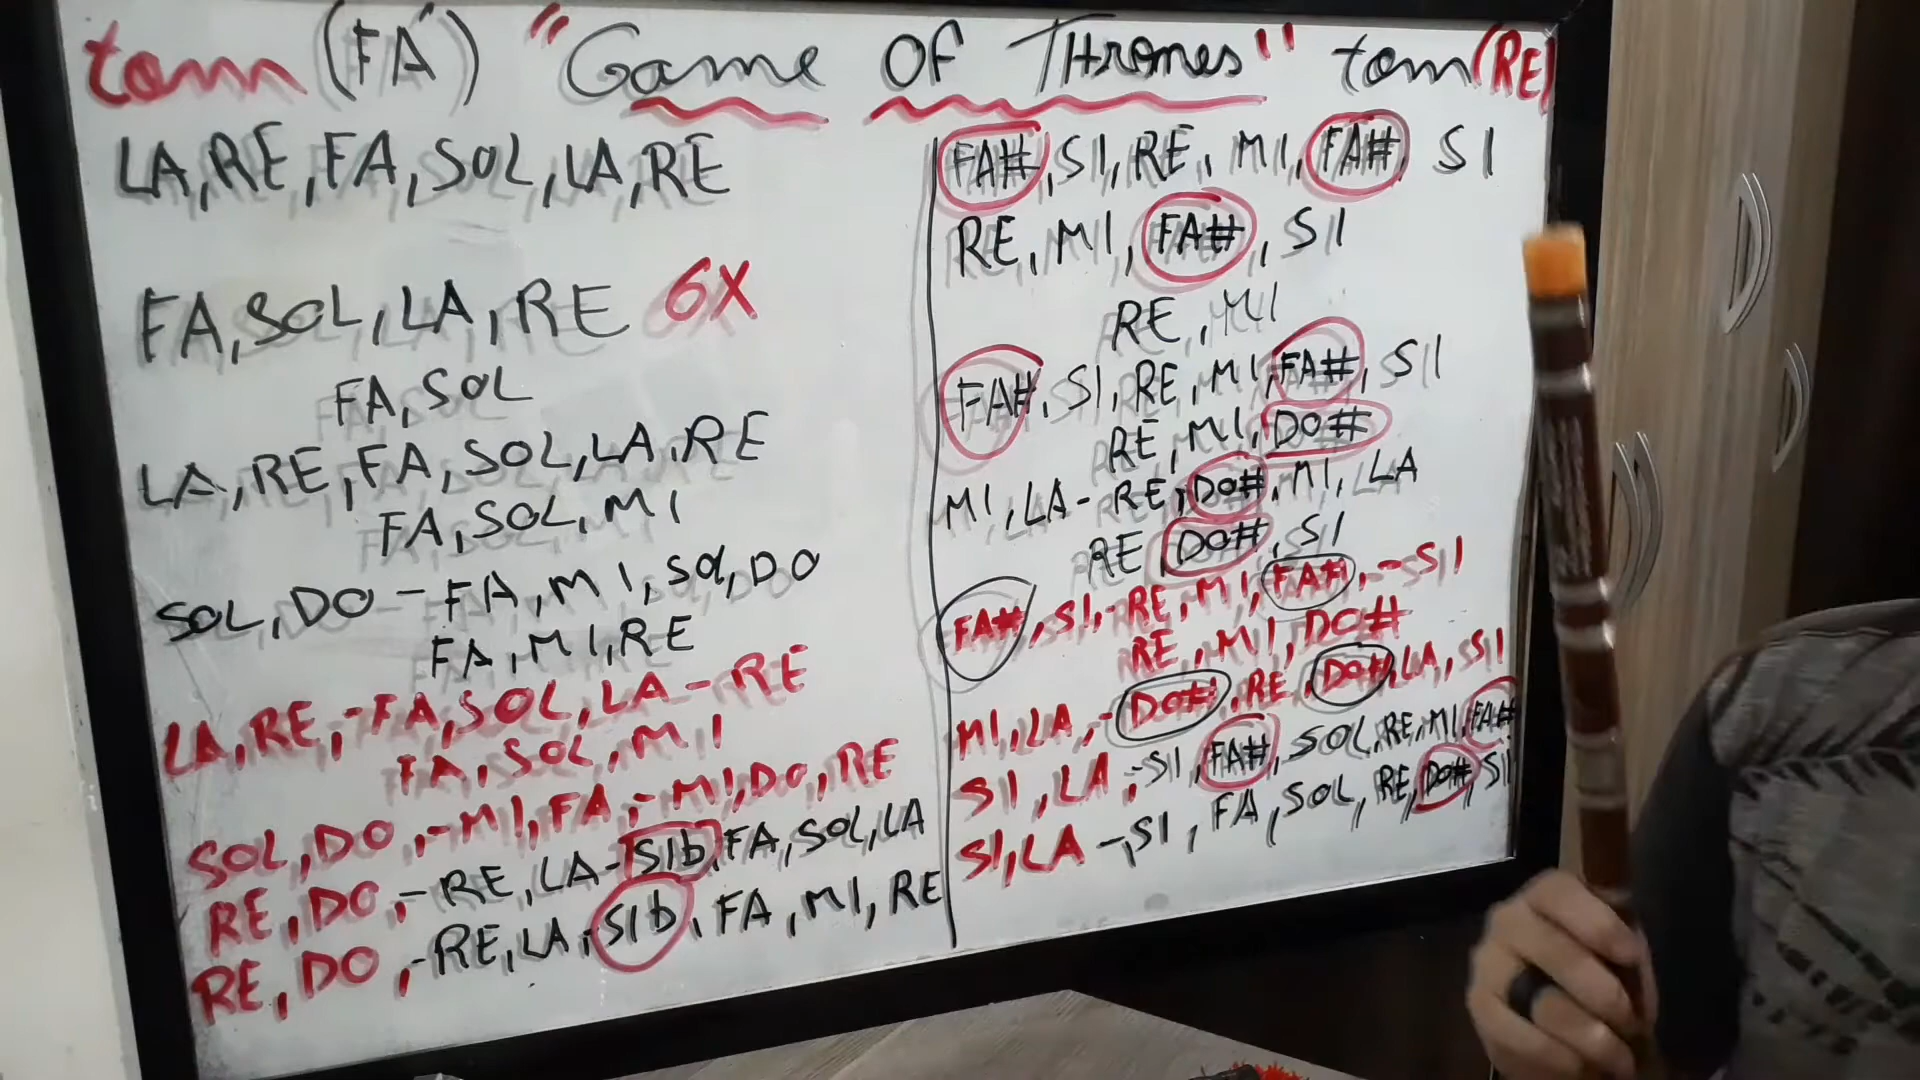 tom (FÁ) "Game Of Thrones" tom (RE)
LA, RE, FA, SOL, LA, RE
FA, SOL, LA, RE 6X
FA, SOL
LA, RE, FA, SOL, LA, RE
FA, SOL, MI
SOL, DO - FA, MI, SOL, DO
FA, MI, RE
LA, RE, - FA, SOL, LA - RE
FA, SOL, MI
SOL, DO, - MI, FA, - MI, DO, RE
RE, DO, - RE, LA - SIb, FA, SOL, LA
RE, DO, - RE, LA, SIb, FA, MI, RE
FA#, SI, RE, MI, FA#, SI
RE, MI, FA#, SI
RE, MI
FA#, SI, RE, MI, FA#, SI
RE, MI, DO#
MI, LA - RE, DO#, MI, LA
RE, DO#, SI
FA#, SI, - RE, MI, FA#, - SI
RE, MI, DO#
MI, LA, - DO#, RE, DO#, LA, SI
SI, LA, - SI, FA#, SOL, RE, MI, FA#
SI, LA -, SI, FA, SOL, RE, DO#, SI